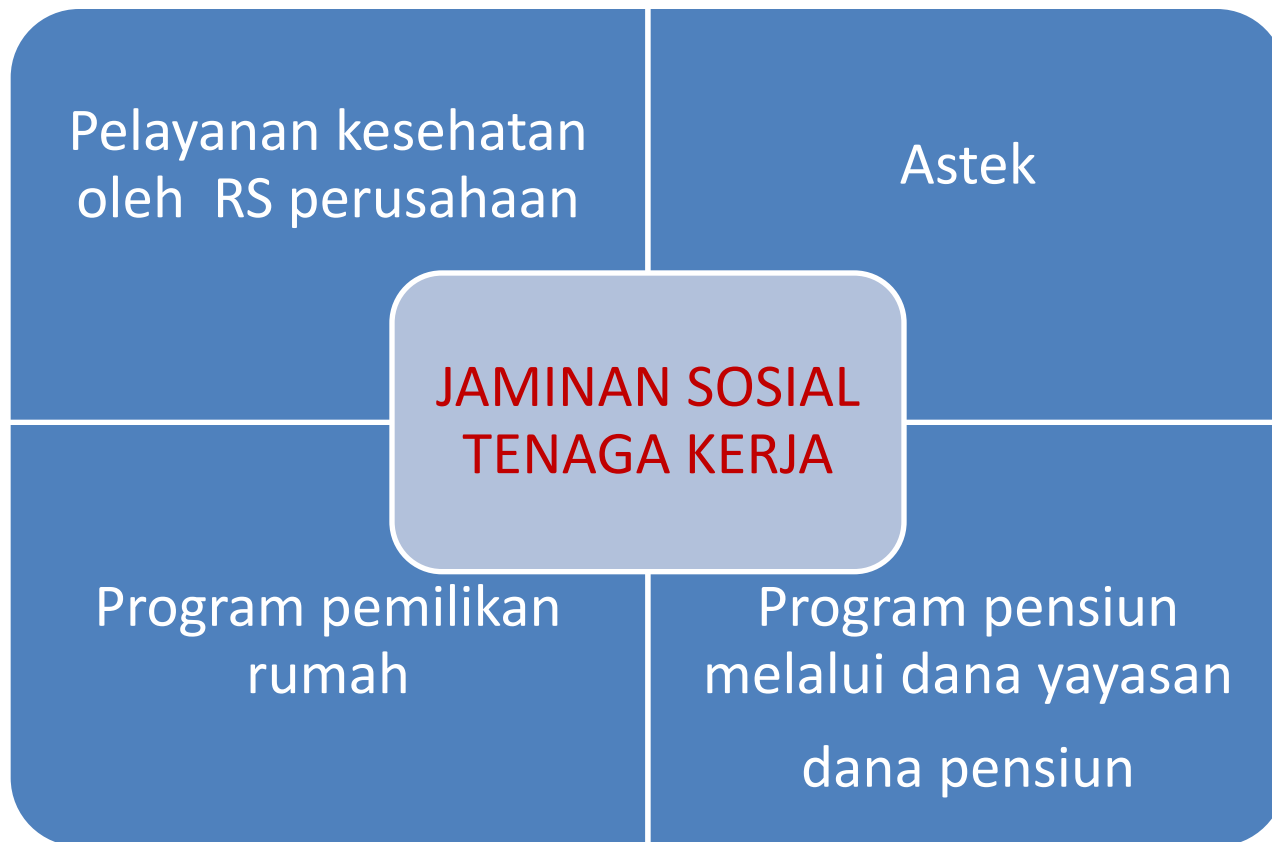 Pelayanan kesehatan
oleh RS perusahaan
Astek
JAMINAN SOSIAL
TENAGA KERJA
Program pemilikan
rumah
Program pensiun
melalui dana yayasan
dana pensiun